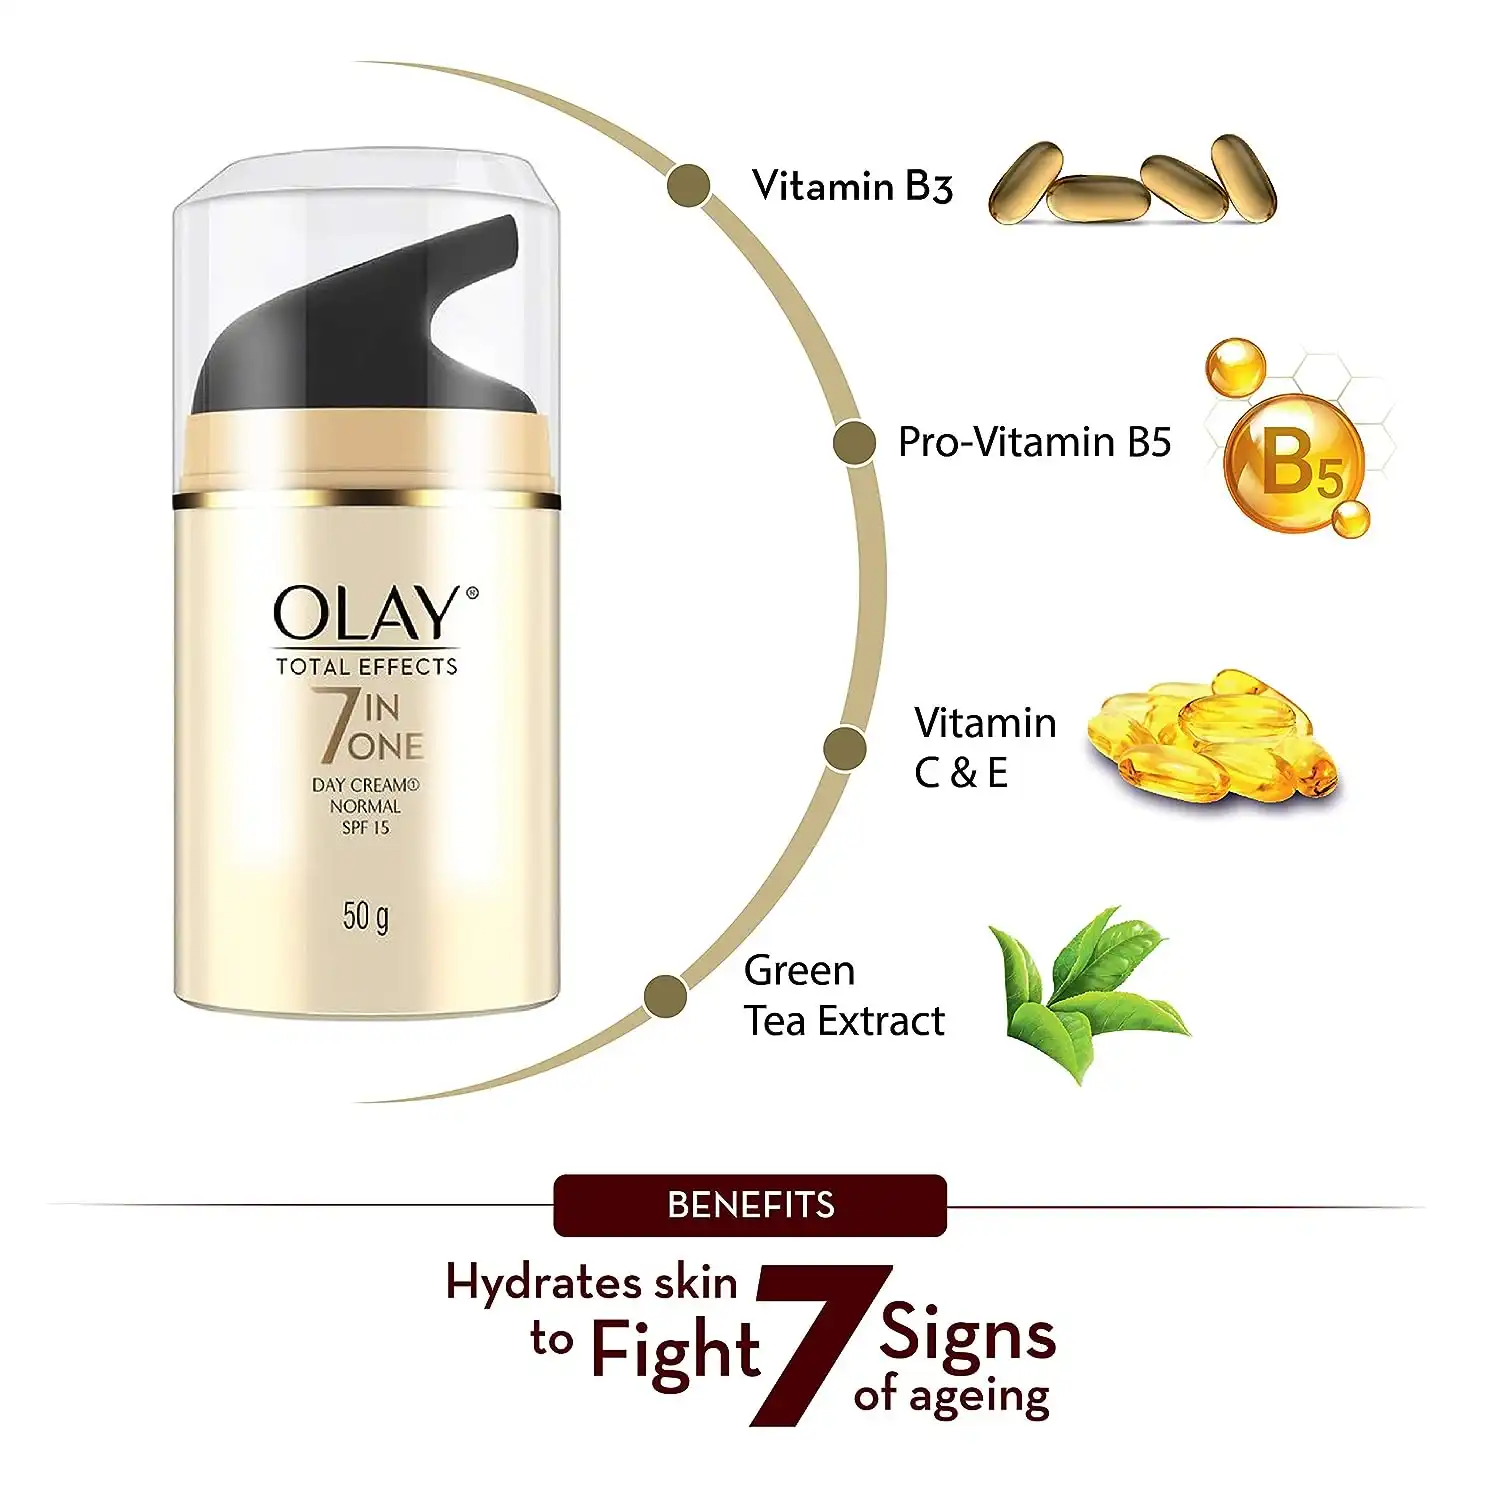 OLAY®
TOTAL EFFECTS
7 IN
ONE
DAY CREAM①
NORMAL
SPF 15
50 g
Vitamin B3
Pro-Vitamin B5
B5
Vitamin
C & E
Green
Tea Extract
BENEFITS
Hydrates skin
to Fight 7 Signs
of ageing